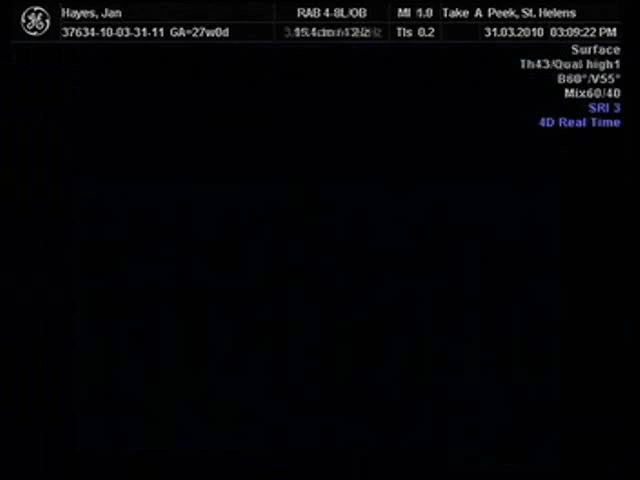 Hayes, Jan RAB 4-8L/OB MI 1.0 Take A Peek, St. Helens
37634-10-03-31-11 GA=27w0d TIs 0.2 31.03.2010 03:09:22 PM
Surface
Th43/Qual high1
B60°/V55°
Mix60/40
SRI 3
4D Real Time